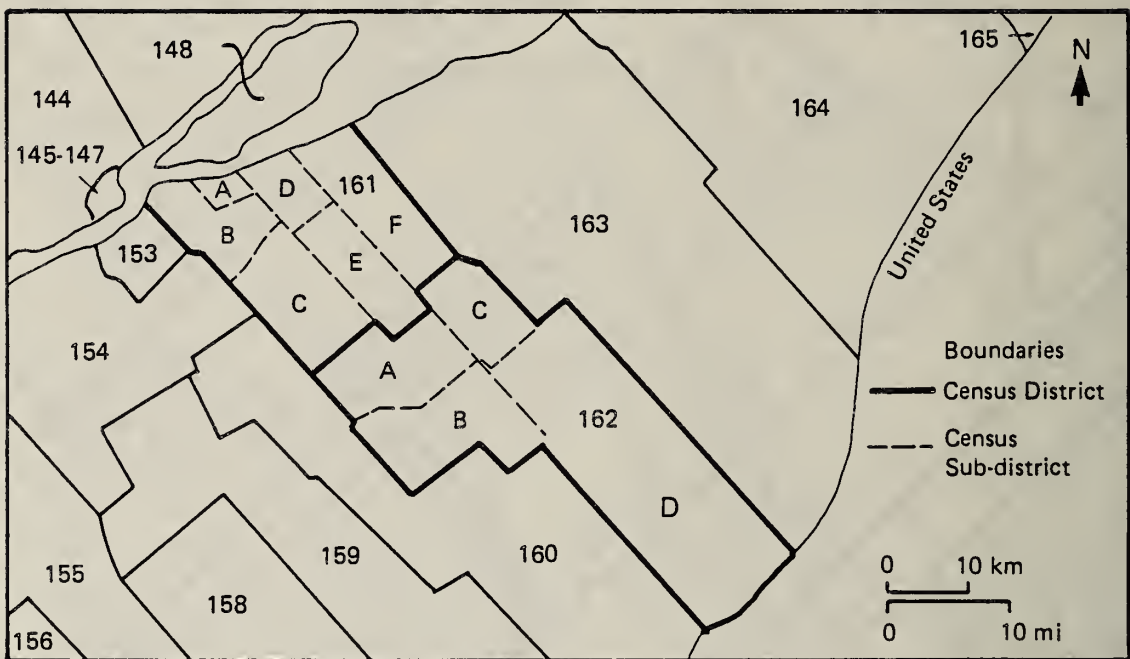 148
165
N
144
164
145-147
A
D
161
163
B
F
153
United States
E
C
C
154
Boundaries
A
Census District
162
B
Census
Sub-district
D
160
159
0 10 km
155
158
0 10 mi
156